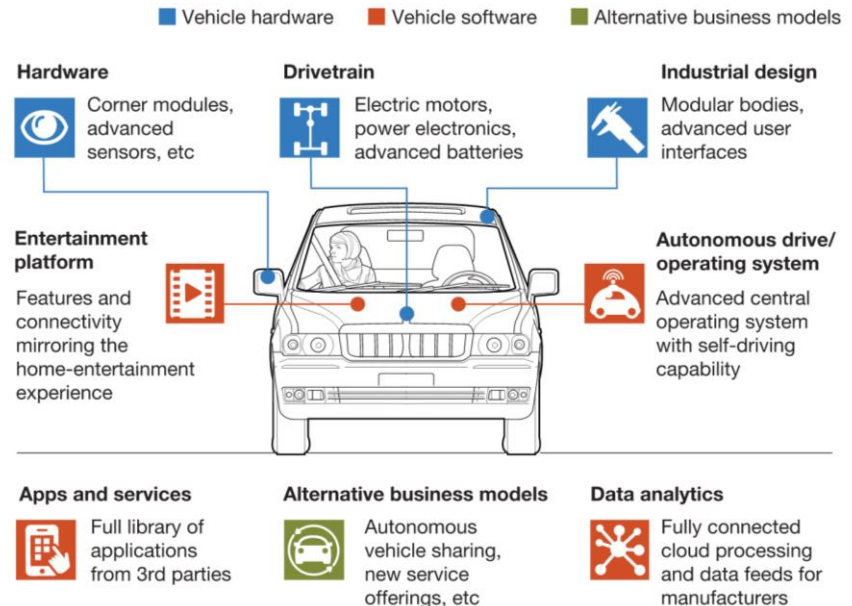 Vehicle hardware
Vehicle software
Alternative business models
Hardware
Corner modules,
advanced
sensors, etc
Drivetrain
Electric motors,
power electronics,
advanced batteries
Industrial design
Modular bodies,
advanced user
interfaces
Entertainment
platform
Features and
connectivity
mirroring the
home-entertainment
experience
Autonomous drive/
operating system
Advanced central
operating system
with self-driving
capability
Apps and services
Full library of
applications
from 3rd parties
Alternative business models
Autonomous
vehicle sharing,
new service
offerings, etc
Data analytics
Fully connected
cloud processing
and data feeds for
manufacturers